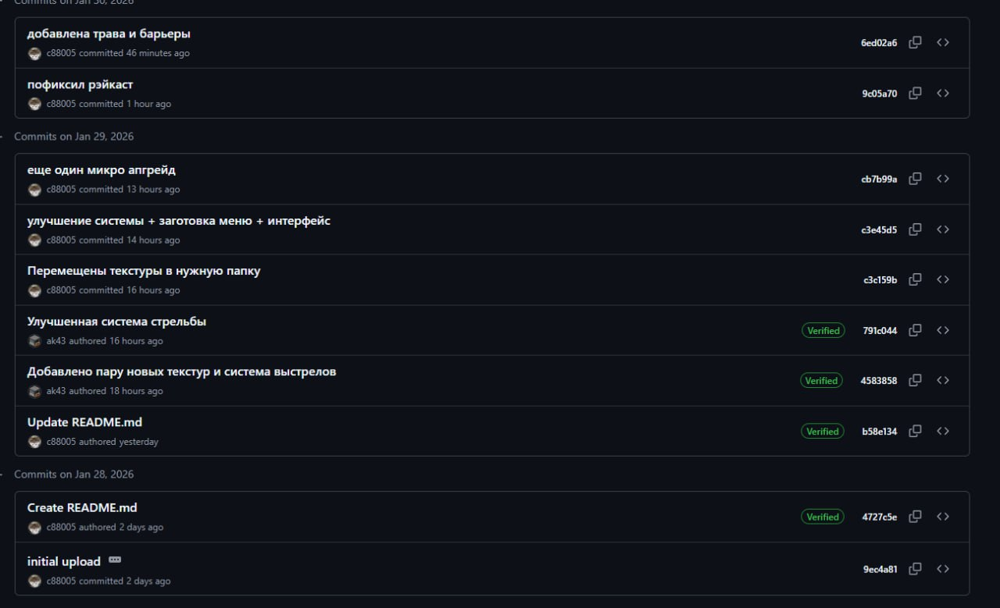 Commits on Jan 30, 2026
добавлена трава и барьеры
6ed02a6
c88005 committed 46 minutes ago
пофиксил рэйкаст
9c05a70
c88005 committed 1 hour ago
Commits on Jan 29, 2026
еще один микро апгрейд
cb7b99a
c88005 committed 13 hours ago
улучшение системы + заготовка меню + интерфейс
c3e45d5
c88005 committed 14 hours ago
Перемещены текстуры в нужную папку
c3c159b
c88005 committed 16 hours ago
Улучшенная система стрельбы
Verified 791c044
ak43 authored 16 hours ago
Добавлено пару новых текстур и система выстрелов
Verified 4583858
ak43 authored 18 hours ago
Update README.md
Verified b58e134
c88005 authored yesterday
Commits on Jan 28, 2026
Create README.md
Verified 4727c5e
c88005 authored 2 days ago
initial upload
9ec4a81
c88005 committed 2 days ago